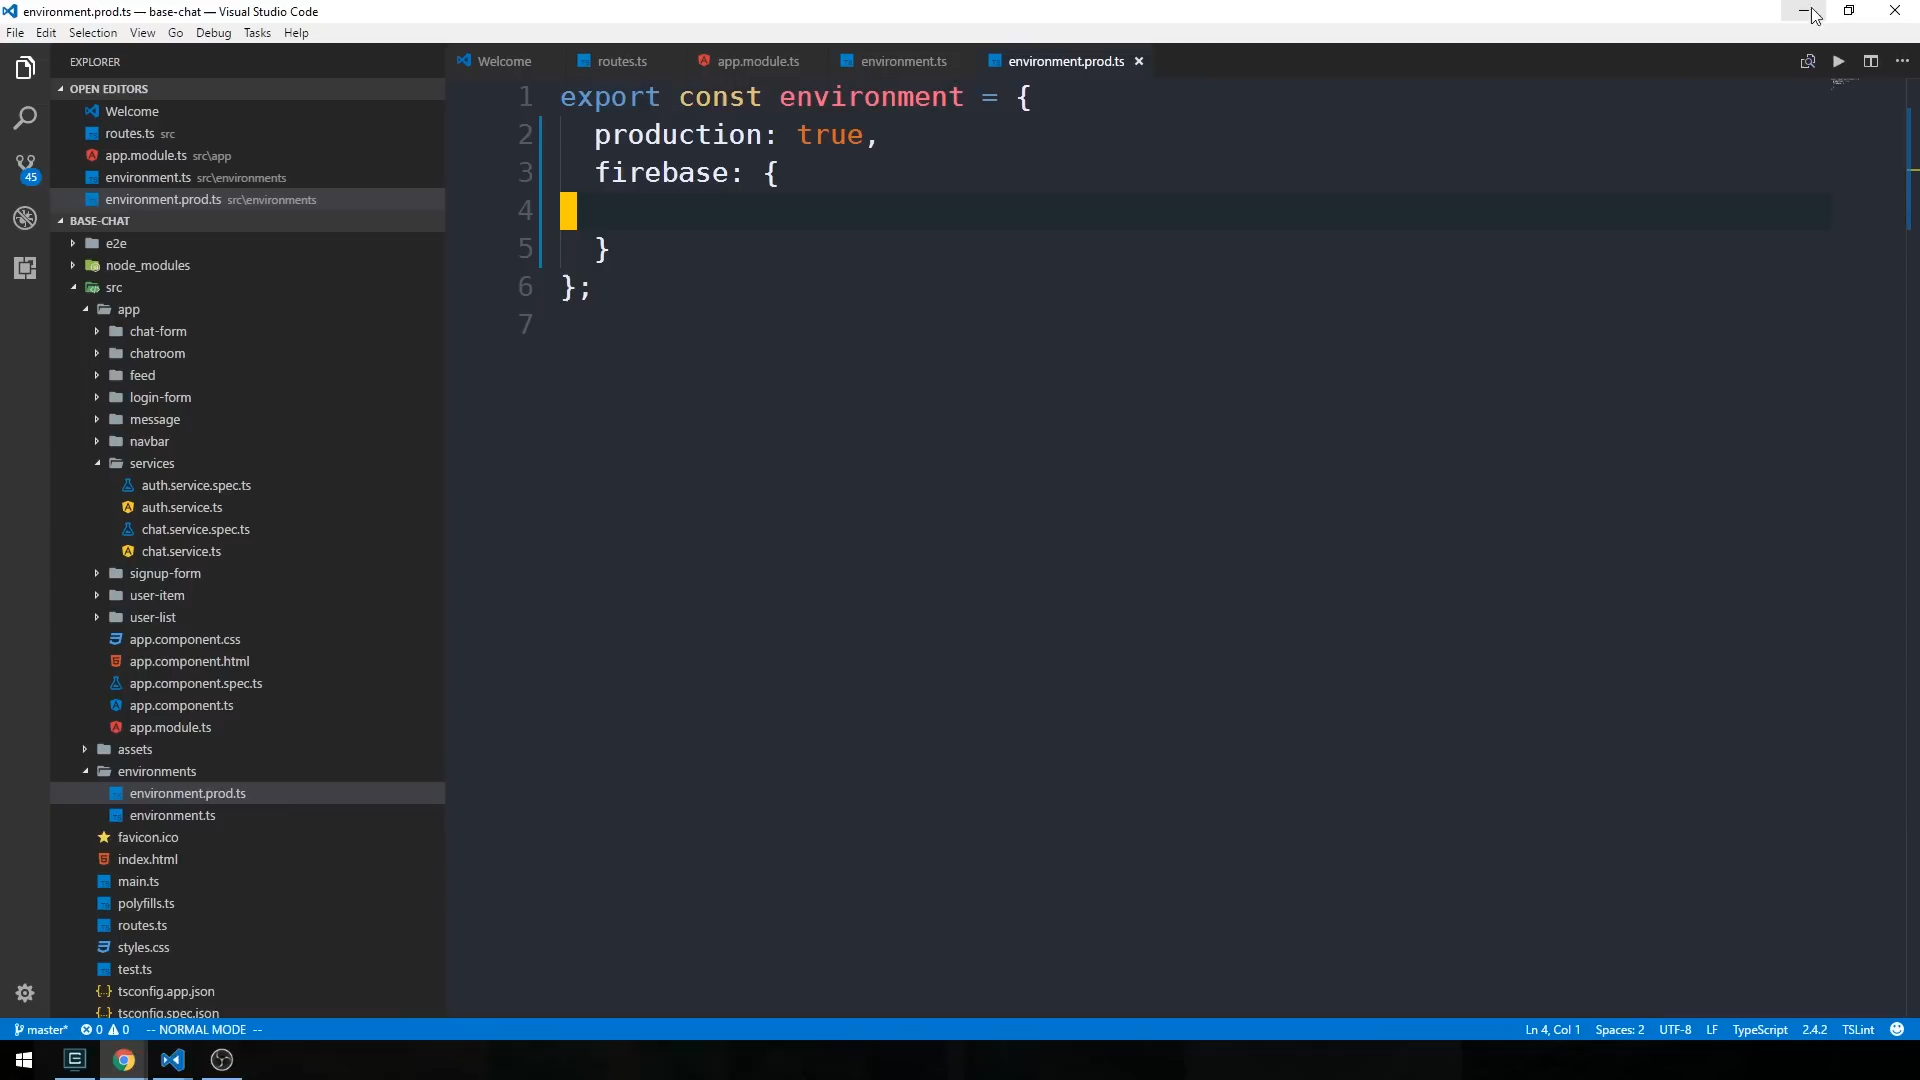 environment.prod.ts — base-chat — Visual Studio Code
File Edit Selection View Go Debug Tasks Help
EXPLORER
OPEN EDITORS
Welcome
routes.ts src
app.module.ts src\app
environment.ts src\environments
environment.prod.ts src\environments
BASE-CHAT
e2e
node_modules
src
app
chat-form
chatroom
feed
login-form
message
navbar
services
auth.service.spec.ts
auth.service.ts
chat.service.spec.ts
chat.service.ts
signup-form
user-item
user-list
app.component.css
app.component.html
app.component.spec.ts
app.component.ts
app.module.ts
assets
environments
environment.prod.ts
environment.ts
favicon.ico
index.html
main.ts
polyfills.ts
routes.ts
styles.css
test.ts
tsconfig.app.json
tsconfig.spec.json
45
Welcome routes.ts app.module.ts environment.ts environment.prod.ts
1 export const environment = {
2 production: true,
3 firebase: {
4
5 }
6 };
7
master* 0 0 -- NORMAL MODE -- Ln 4, Col 1 Spaces: 2 UTF-8 LF TypeScript 2.4.2 TSLint